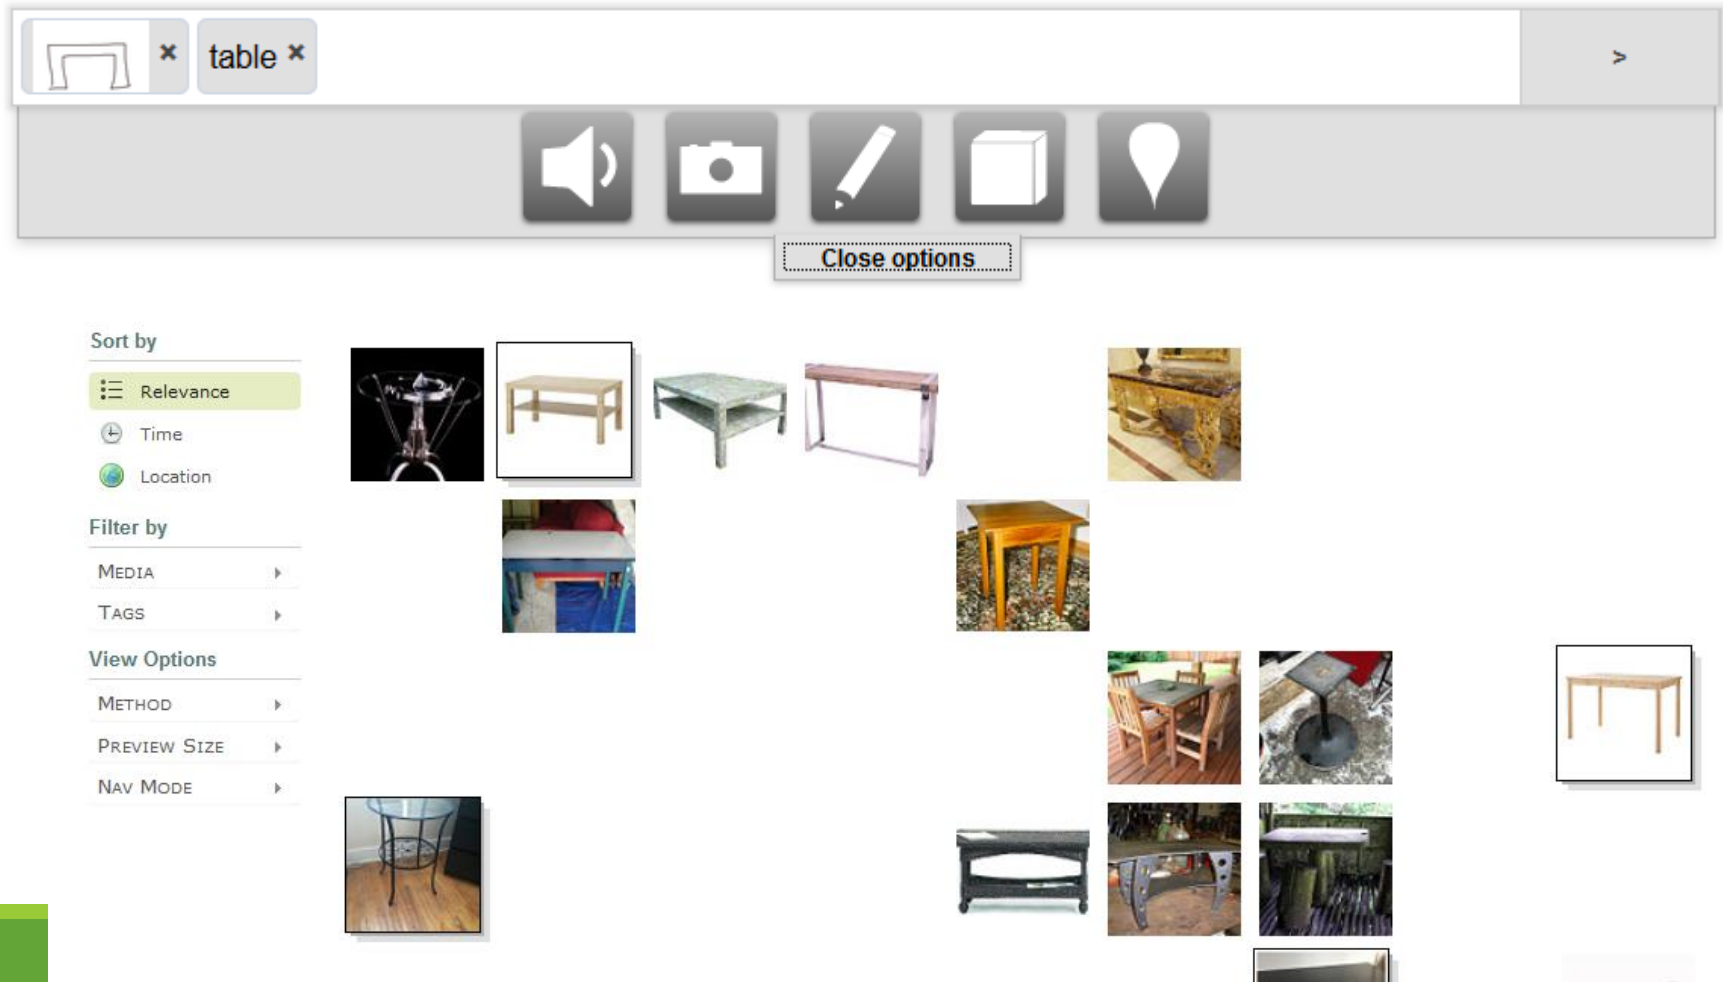 table
>
Close options
Sort by
Relevance
Time
Location
Filter by
MEDIA
TAGS
View Options
METHOD
PREVIEW SIZE
NAV MODE